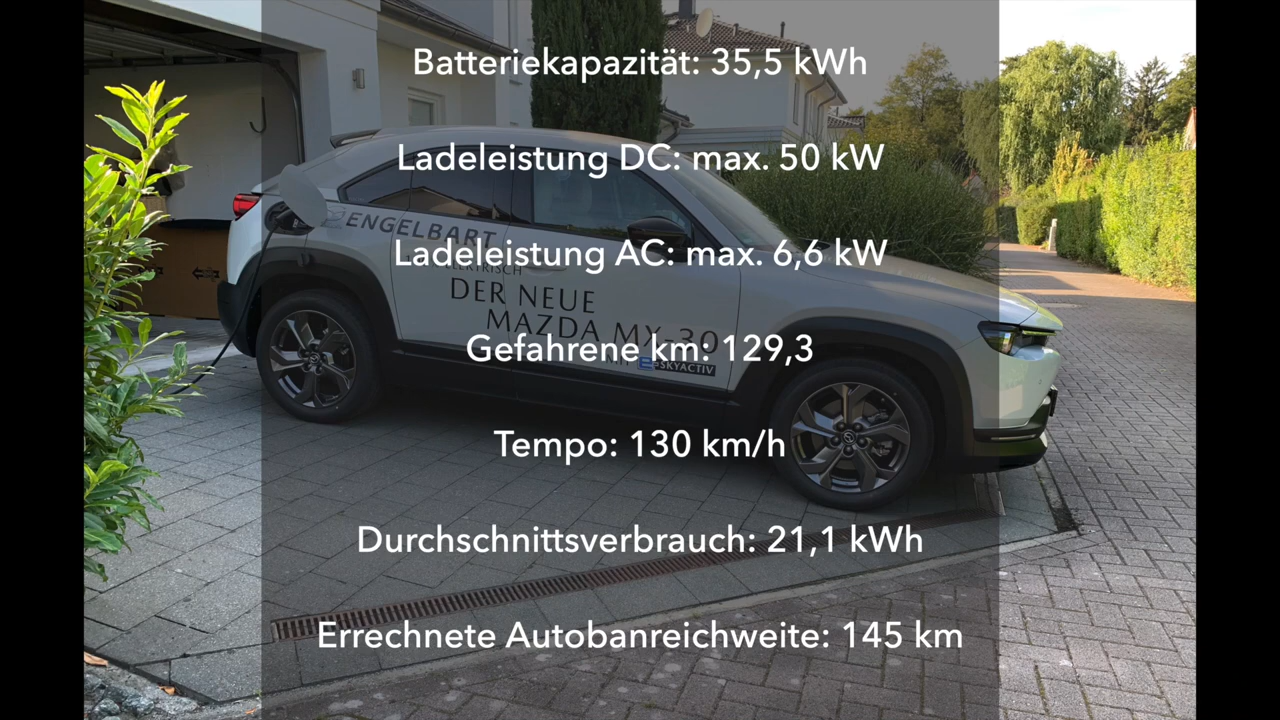 Batteriekapazität: 35,5 kWh
Ladeleistung DC: max. 50 kW
ENGELBART
Ladeleistung AC: max. 6,6 kW
ELEKTRISCH
DER NEUE
MAZDA MX-30
Gefahrene km: 129,3
e-SKYACTIV
Tempo: 130 km/h
Durchschnittsverbrauch: 21,1 kWh
Errechnete Autobanreichweite: 145 km